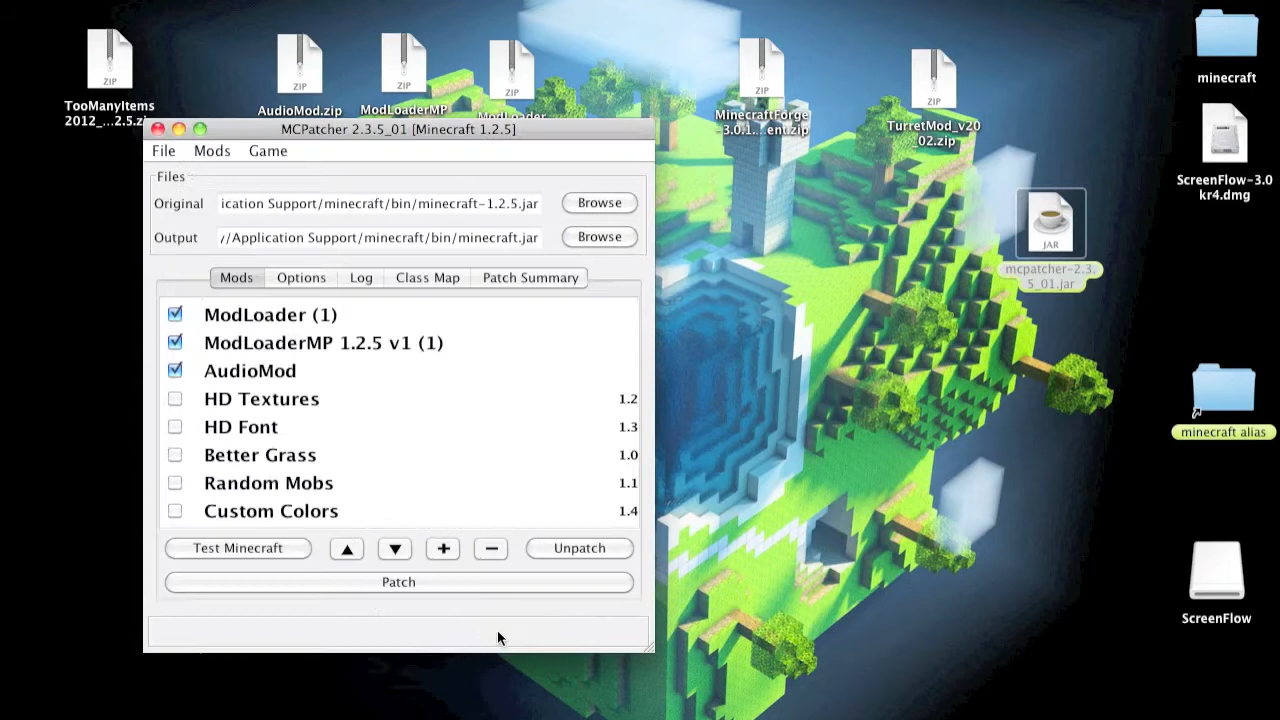 ZIP
TooManyItems
2012_...2.5.zip
ZIP
AudioMod.zip
ZIP
ModLoaderMP
ZIP
ModLoader
ZIP
MinecraftForge
-3.0.1...ent.zip
ZIP
TurretMod_v20
_02.zip
minecraft
ScreenFlow-3.0
kr4.dmg
JAR
mcpatcher-2.3.
5_01.jar
minecraft alias
ScreenFlow
MCPatcher 2.3.5_01 [Minecraft 1.2.5]
File Mods Game
Files
Original ication Support/minecraft/bin/minecraft-1.2.5.jar Browse
Output //Application Support/minecraft/bin/minecraft.jar Browse
Mods Options Log Class Map Patch Summary
ModLoader (1)
ModLoaderMP 1.2.5 v1 (1)
AudioMod
HD Textures 1.2
HD Font 1.3
Better Grass 1.0
Random Mobs 1.1
Custom Colors 1.4
Test Minecraft ▲ ▼ + − Unpatch
Patch